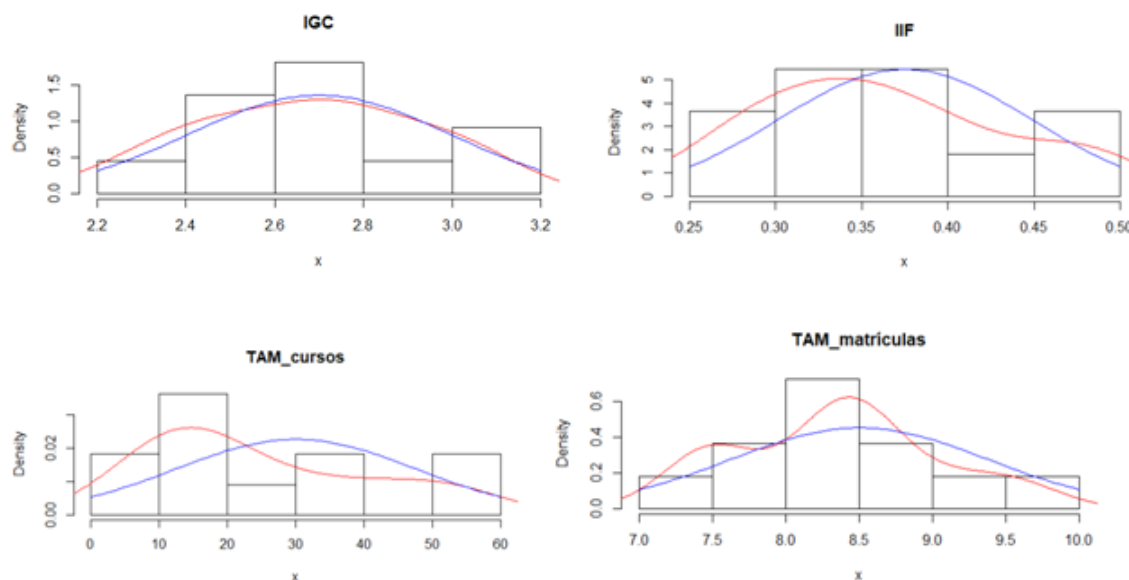 IGC
Density
0.0 0.5 1.0 1.5
2.2 2.4 2.6 2.8 3.0 3.2
x
IIF
Density
0 1 2 3 4 5
0.25 0.30 0.35 0.40 0.45 0.50
x
TAM_cursos
Density
0.00 0.02
0 10 20 30 40 50 60
x
TAM_matrículas
Density
0.0 0.2 0.4 0.6
7.0 7.5 8.0 8.5 9.0 9.5 10.0
x